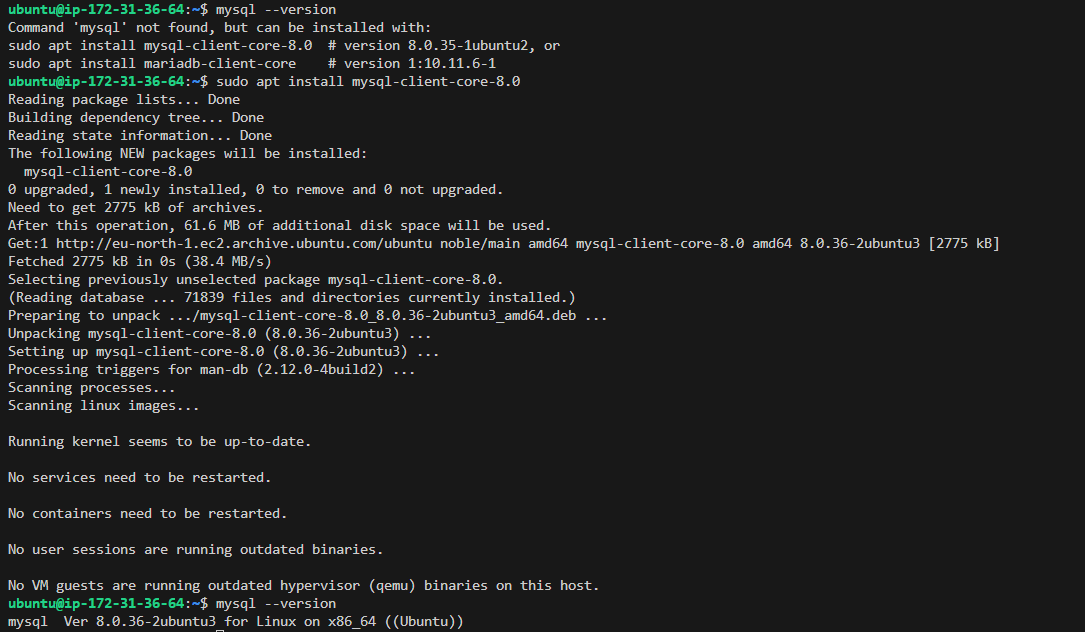 ubuntu@ip-172-31-36-64:~$ mysql --version
Command 'mysql' not found, but can be installed with:
sudo apt install mysql-client-core-8.0  # version 8.0.35-1ubuntu2, or
sudo apt install mariadb-client-core    # version 1:10.11.6-1
ubuntu@ip-172-31-36-64:~$ sudo apt install mysql-client-core-8.0
Reading package lists... Done
Building dependency tree... Done
Reading state information... Done
The following NEW packages will be installed:
  mysql-client-core-8.0
0 upgraded, 1 newly installed, 0 to remove and 0 not upgraded.
Need to get 2775 kB of archives.
After this operation, 61.6 MB of additional disk space will be used.
Get:1 http://eu-north-1.ec2.archive.ubuntu.com/ubuntu noble/main amd64 mysql-client-core-8.0 amd64 8.0.36-2ubuntu3 [2775 kB]
Fetched 2775 kB in 0s (38.4 MB/s)
Selecting previously unselected package mysql-client-core-8.0.
(Reading database ... 71839 files and directories currently installed.)
Preparing to unpack .../mysql-client-core-8.0_8.0.36-2ubuntu3_amd64.deb ...
Unpacking mysql-client-core-8.0 (8.0.36-2ubuntu3) ...
Setting up mysql-client-core-8.0 (8.0.36-2ubuntu3) ...
Processing triggers for man-db (2.12.0-4build2) ...
Scanning processes...
Scanning linux images...

Running kernel seems to be up-to-date.

No services need to be restarted.

No containers need to be restarted.

No user sessions are running outdated binaries.

No VM guests are running outdated hypervisor (qemu) binaries on this host.
ubuntu@ip-172-31-36-64:~$ mysql --version
mysql  Ver 8.0.36-2ubuntu3 for Linux on x86_64 ((Ubuntu))